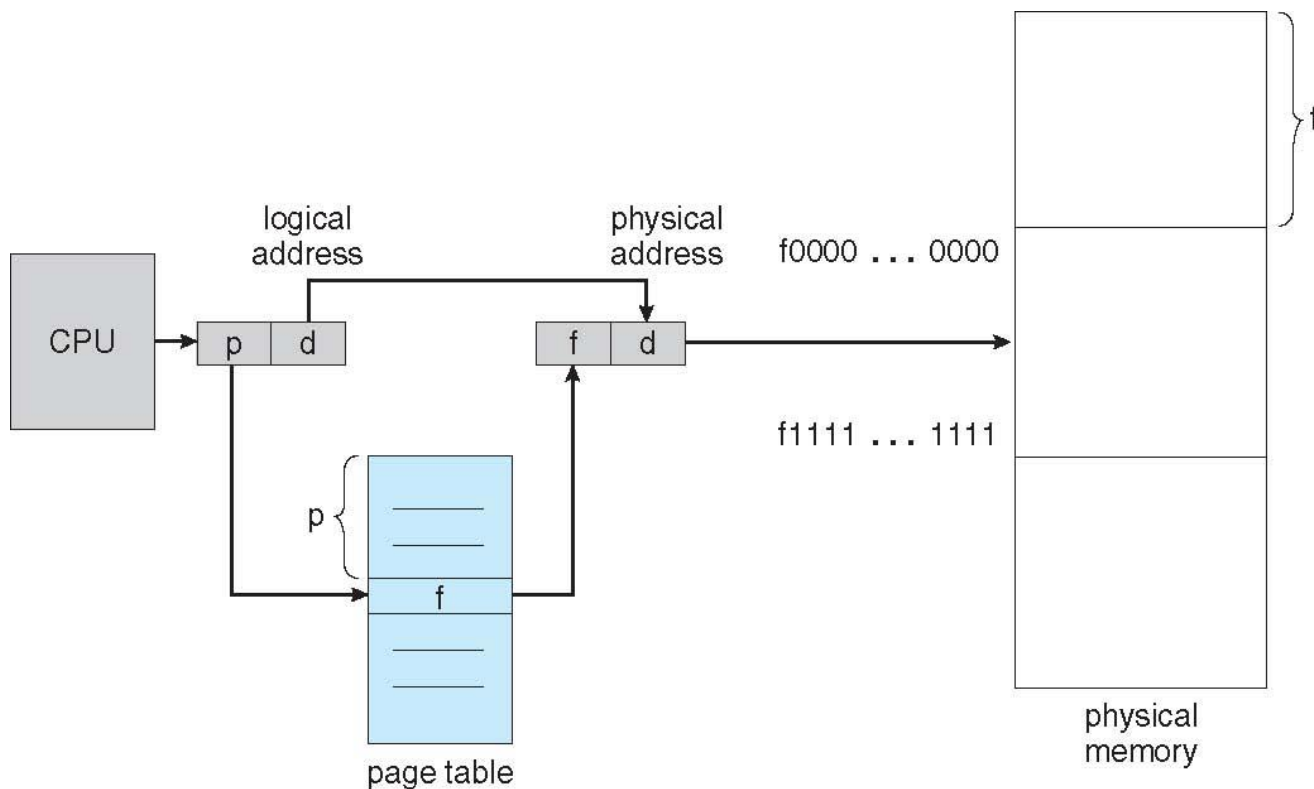 logical
address
physical
address
f0000 ... 0000
CPU
p
d
f
d
f1111 ... 1111
p
f
page table
physical
memory